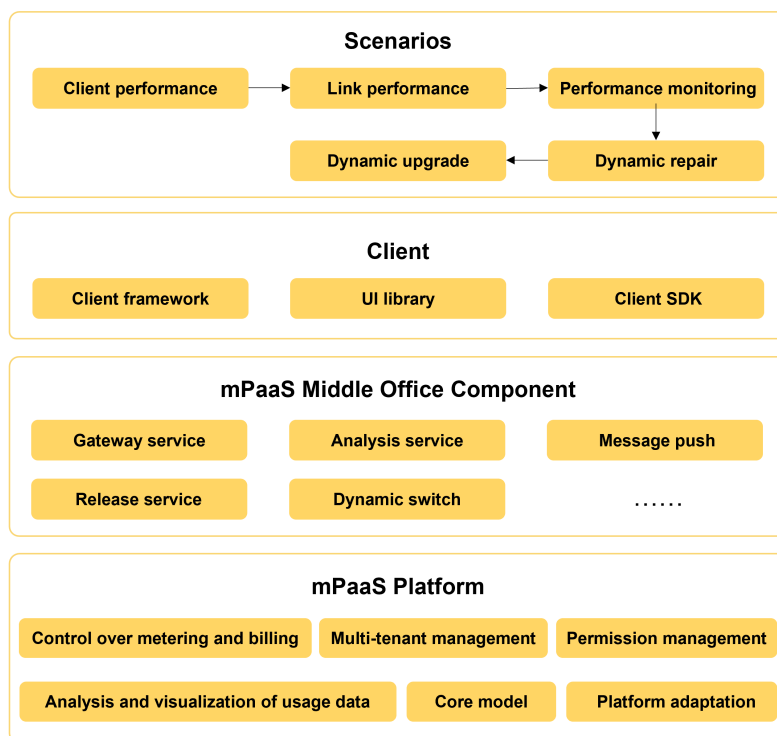 Scenarios
Client performance
Link performance
Performance monitoring
Dynamic upgrade
Dynamic repair
Client
Client framework
UI library
Client SDK
mPaaS Middle Office Component
Gateway service
Analysis service
Message push
Release service
Dynamic switch
......
mPaaS Platform
Control over metering and billing
Multi-tenant management
Permission management
Analysis and visualization of usage data
Core model
Platform adaptation